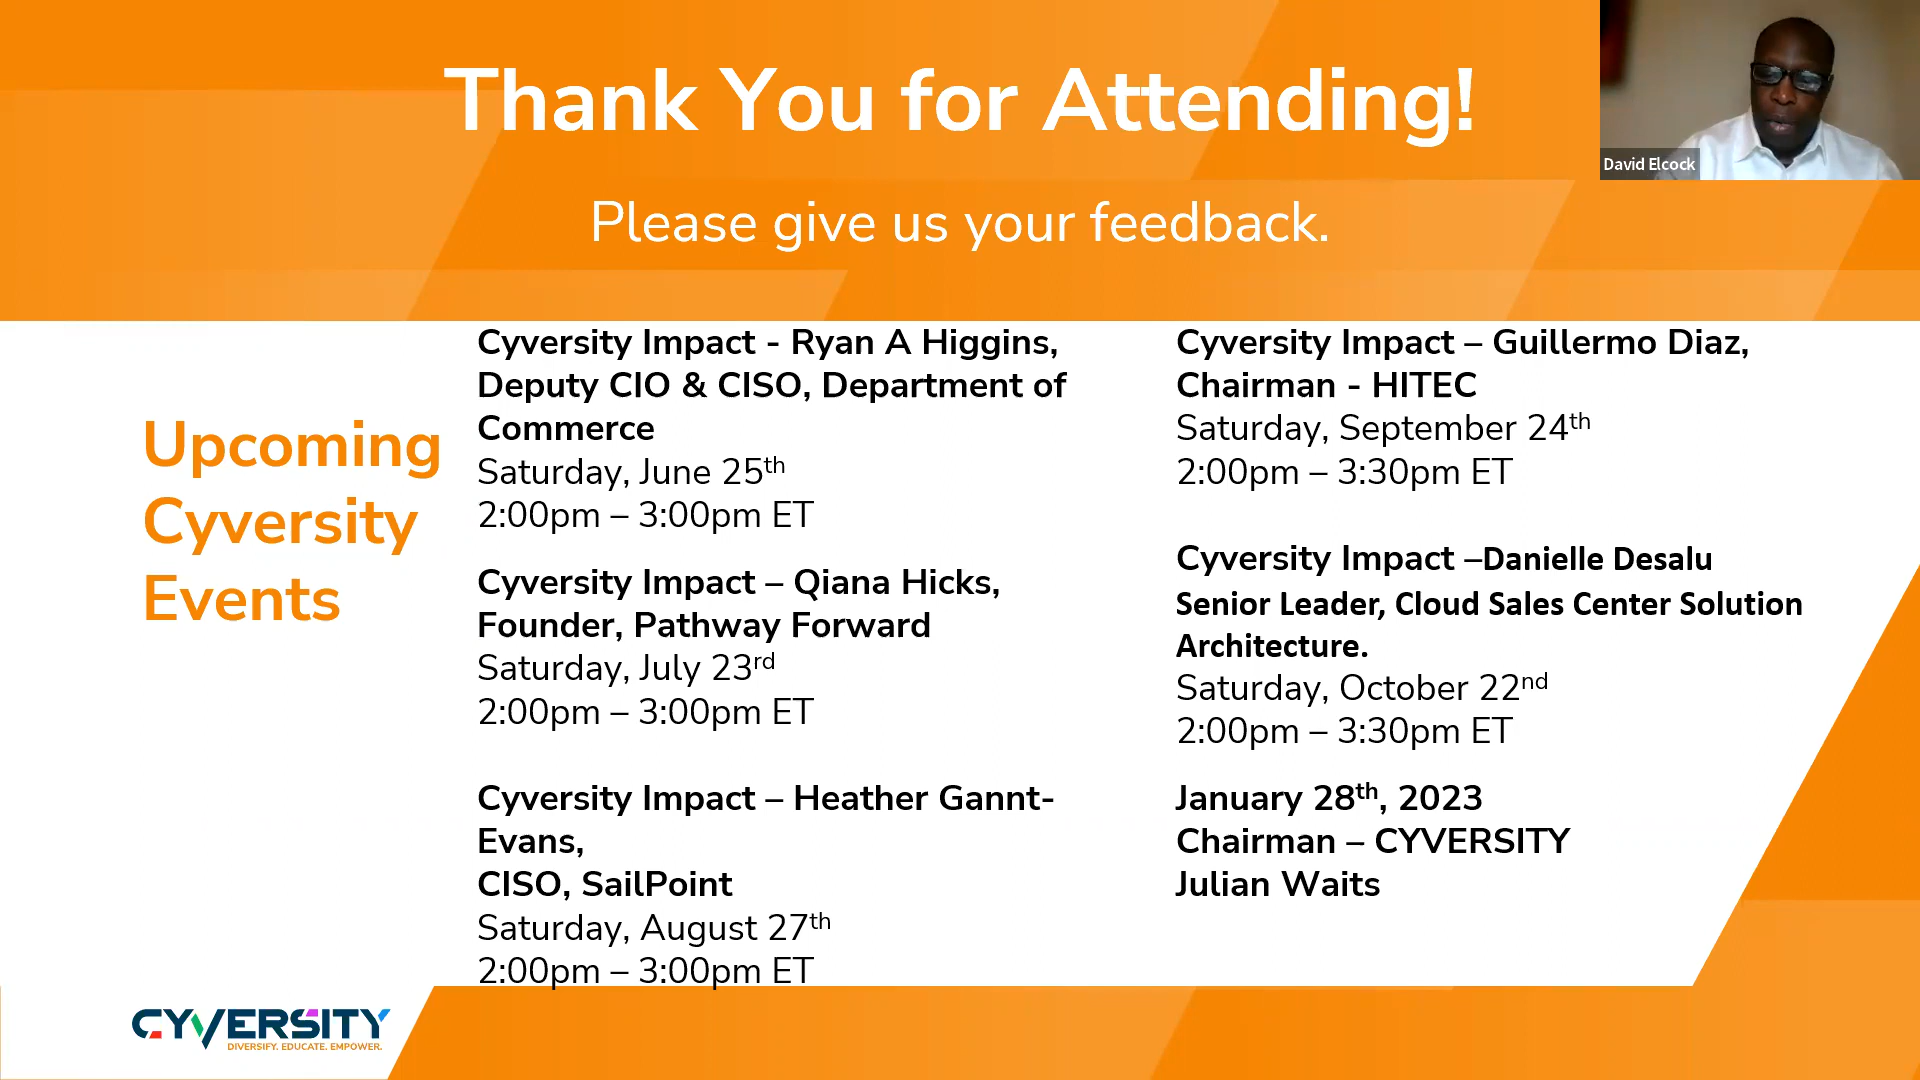 Thank You for Attending!
Please give us your feedback.
David Elcock
Upcoming
Cyversity
Events
Cyversity Impact - Ryan A Higgins,
Deputy CIO & CISO, Department of
Commerce
Saturday, June 25th
2:00pm – 3:00pm ET
Cyversity Impact – Qiana Hicks,
Founder, Pathway Forward
Saturday, July 23rd
2:00pm – 3:00pm ET
Cyversity Impact – Heather Gannt-
Evans,
CISO, SailPoint
Saturday, August 27th
2:00pm – 3:00pm ET
Cyversity Impact – Guillermo Diaz,
Chairman - HITEC
Saturday, September 24th
2:00pm – 3:30pm ET
Cyversity Impact –Danielle Desalu
Senior Leader, Cloud Sales Center Solution
Architecture.
Saturday, October 22nd
2:00pm – 3:30pm ET
January 28th, 2023
Chairman – CYVERSITY
Julian Waits
CYVERSITY
DIVERSIFY. EDUCATE. EMPOWER.